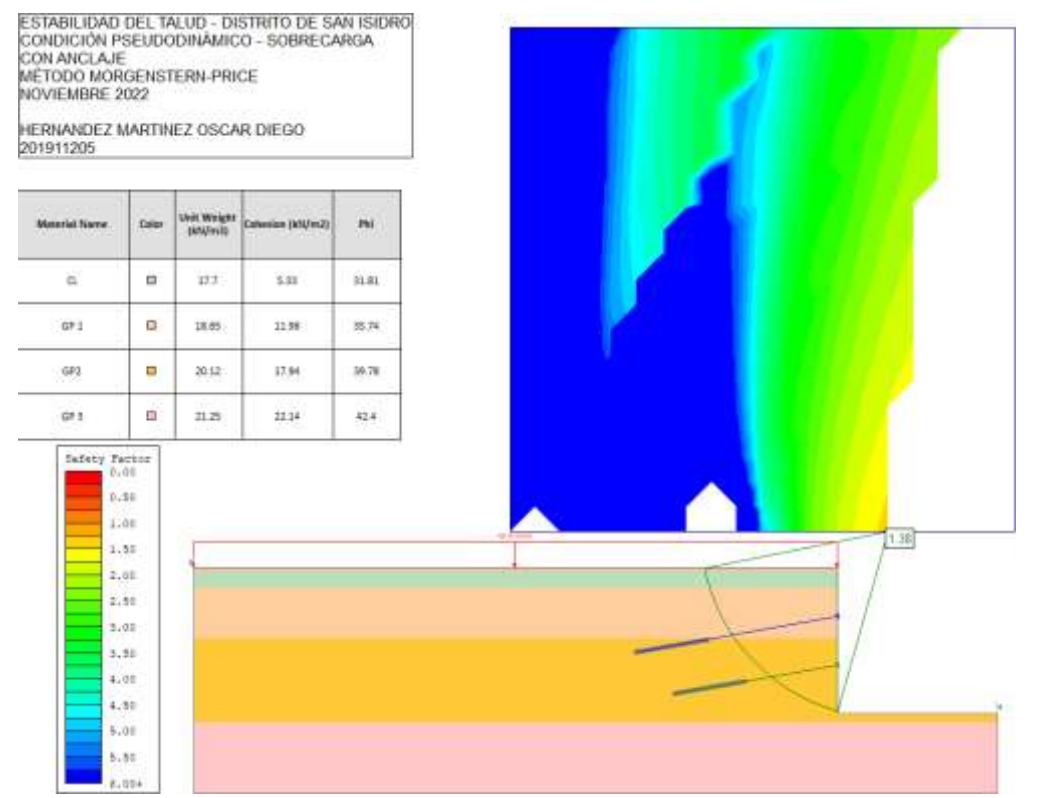 ESTABILIDAD DEL TALUD - DISTRITO DE SAN ISIDRO
CONDICIÓN PSEUDODINÁMICO - SOBRECARGA
CON ANCLAJE
MÉTODO MORGENSTERN-PRICE
NOVIEMBRE 2022
HERNANDEZ MARTINEZ OSCAR DIEGO
201911205
Material Name Color Unit Weight (kN/m3) Cohesion (kN/m2) Phi
CL 17.7 5.33 31.81
GP 1 18.65 11.98 35.74
GP2 20.12 17.94 39.78
GP 3 21.25 22.14 42.4
Safety Factor
0.00
0.50
1.00
1.50
2.00
2.50
3.00
3.50
4.00
4.50
5.00
5.50
6.00+
1.38